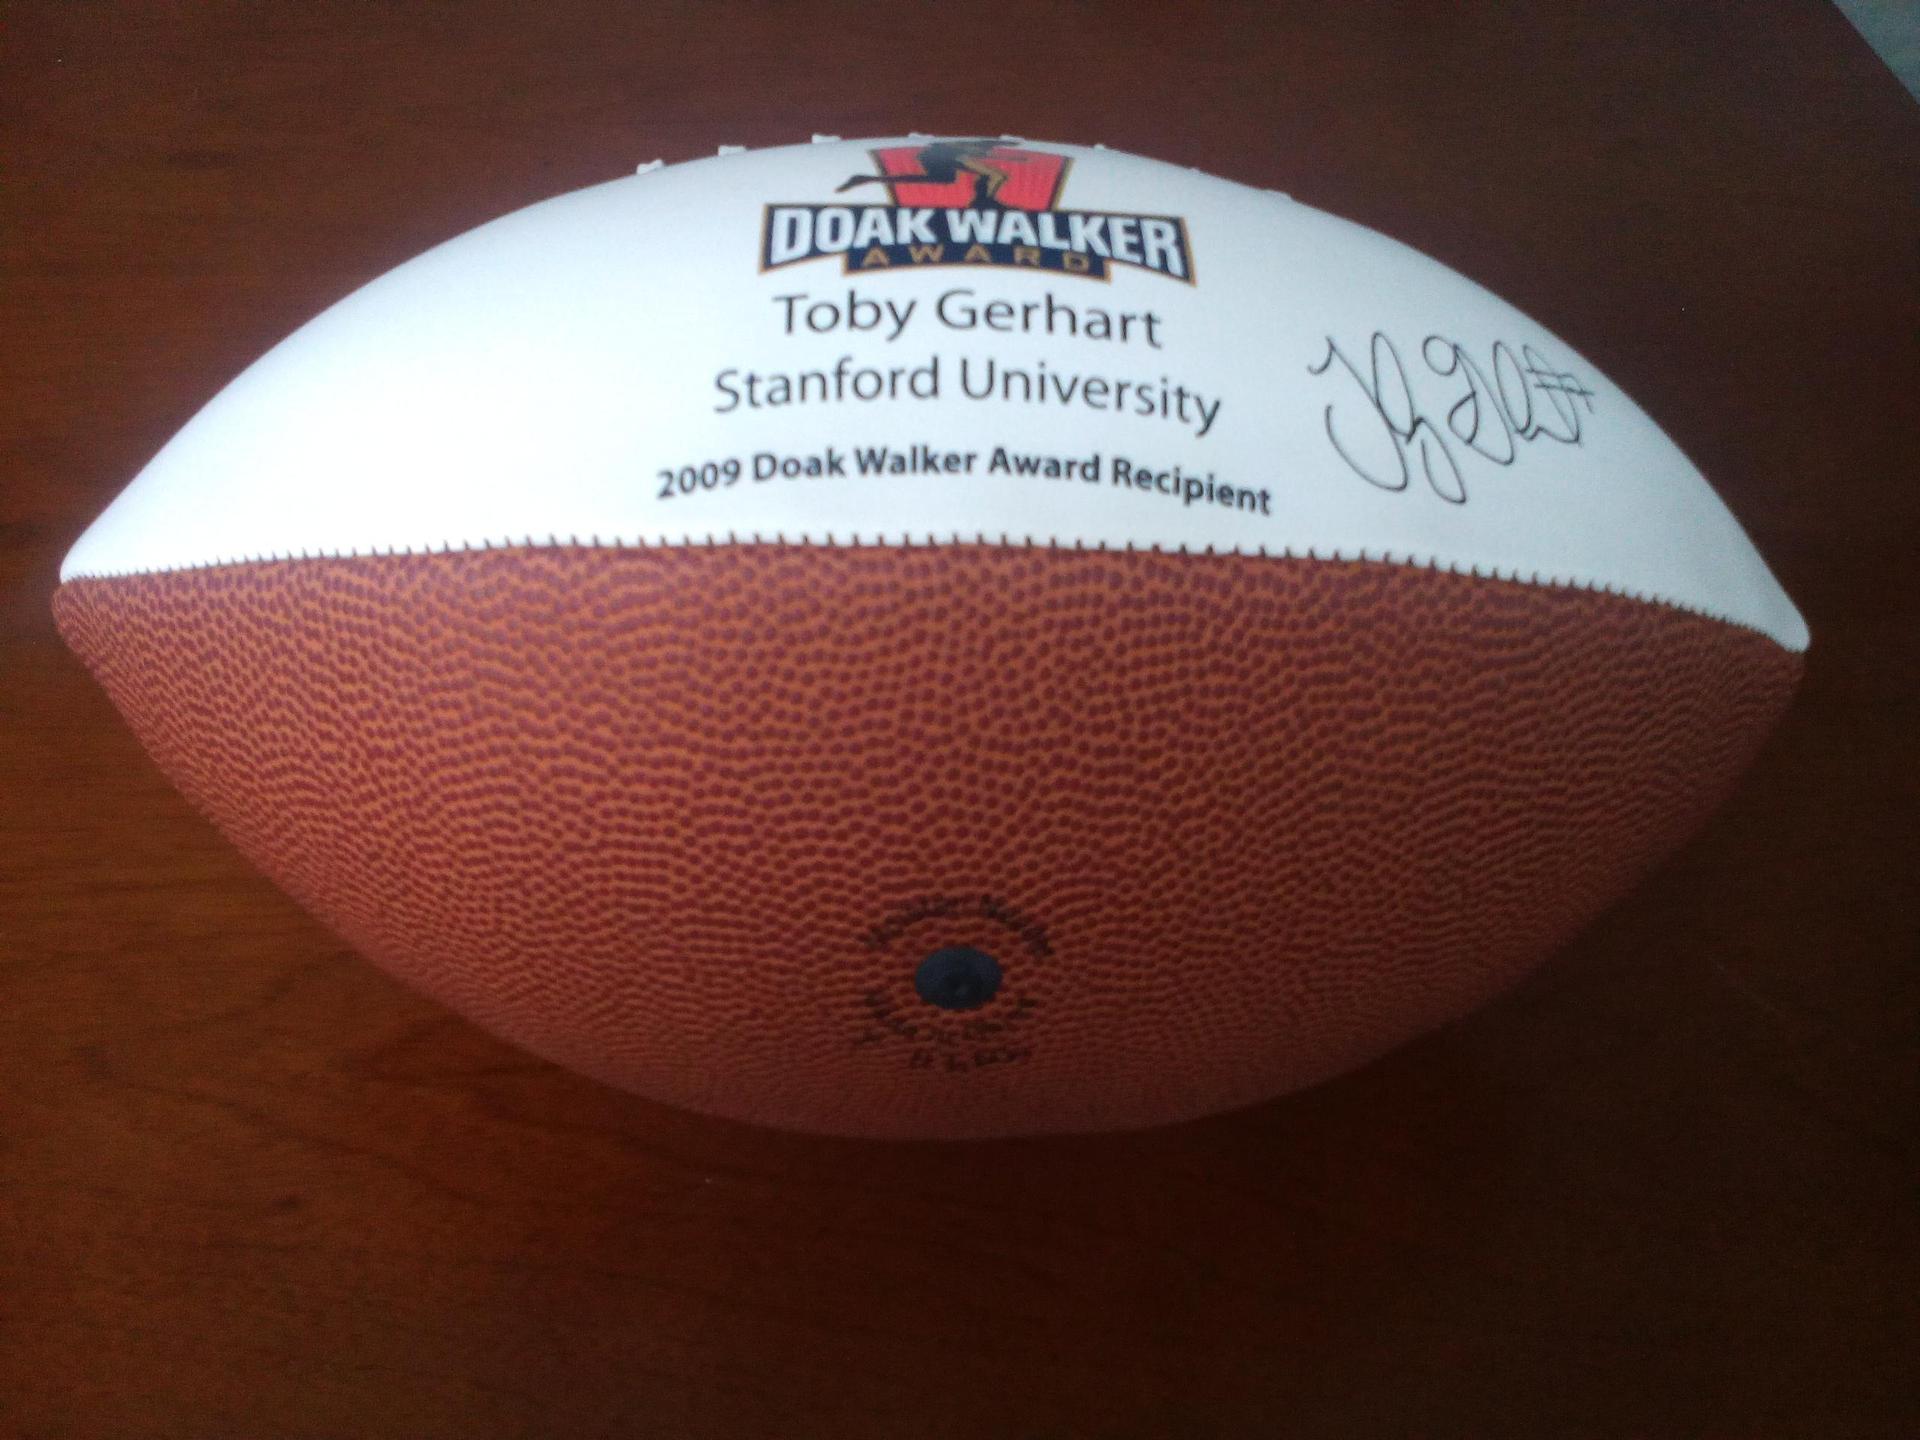 DOAK WALKER
AWARD
Toby Gerhart
Stanford University
2009 Doak Walker Award Recipient